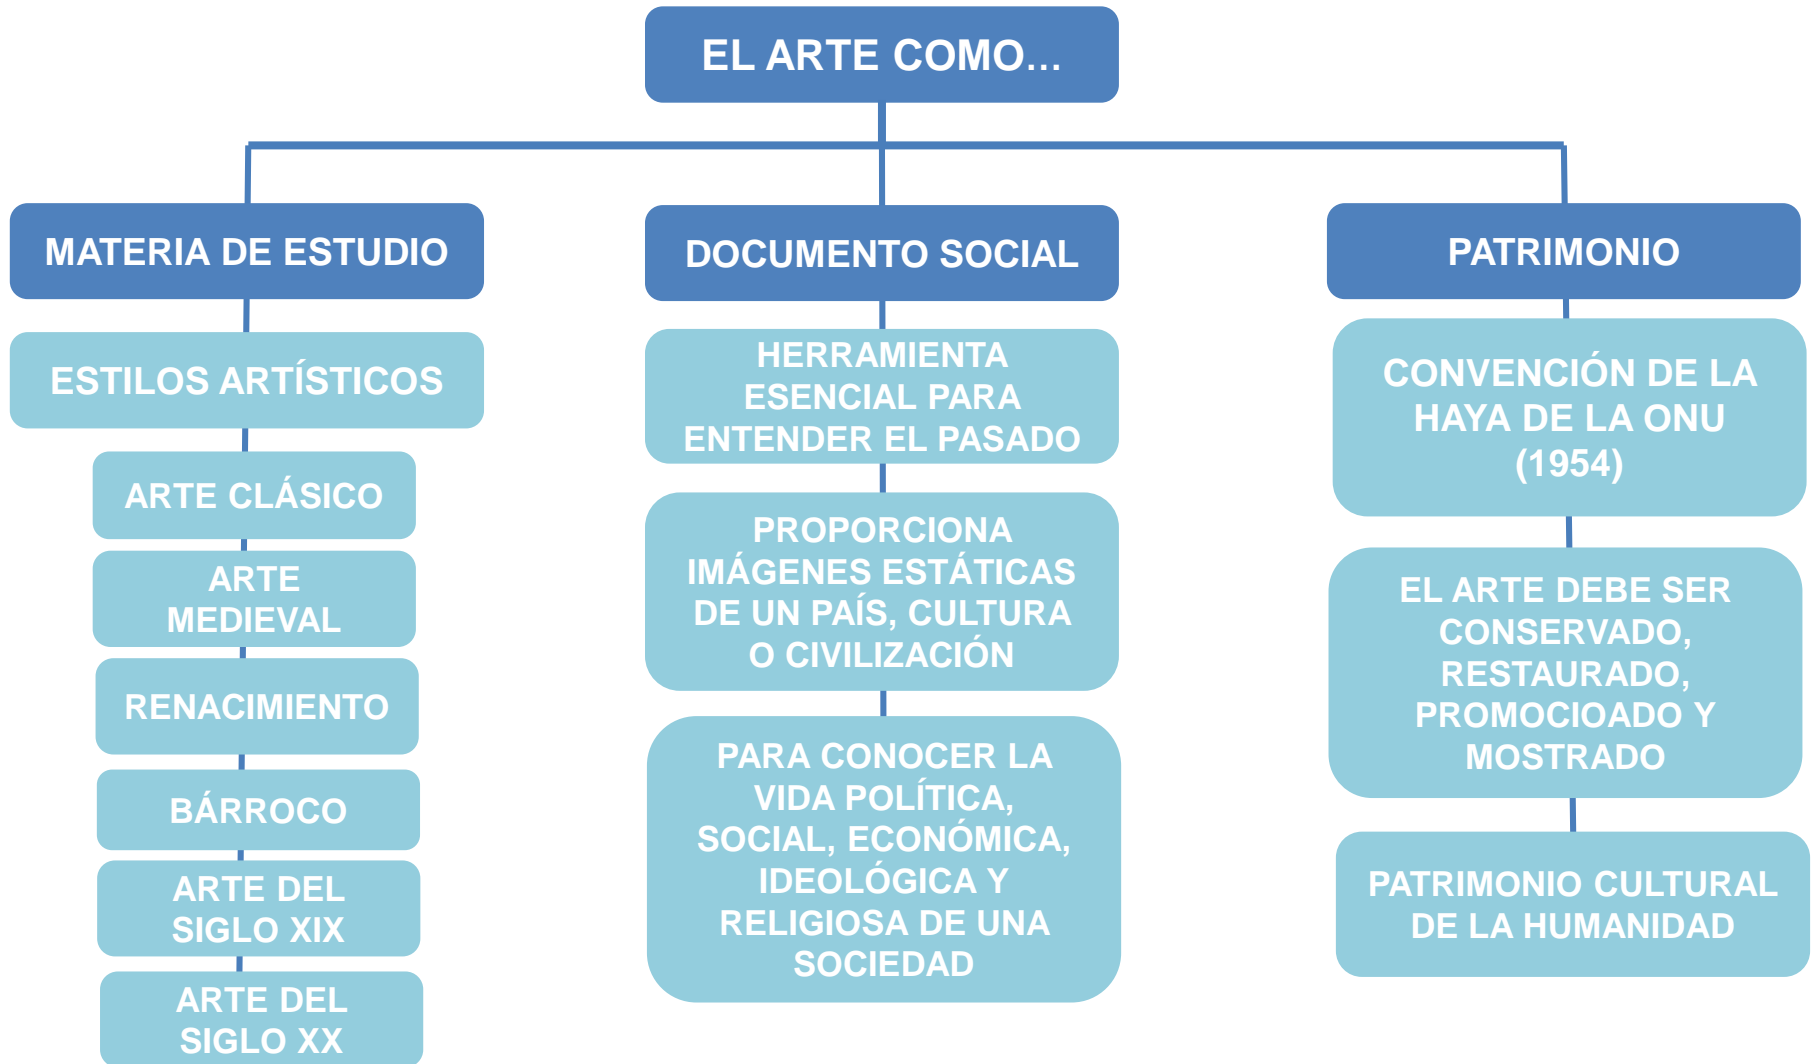 EL ARTE COMO...
MATERIA DE ESTUDIO
ESTILOS ARTÍSTICOS
ARTE CLÁSICO
ARTE
MEDIEVAL
RENACIMIENTO
BÁRROCO
ARTE DEL
SIGLO XIX
ARTE DEL
SIGLO XX
DOCUMENTO SOCIAL
HERRAMIENTA
ESENCIAL PARA
ENTENDER EL PASADO
PROPORCIONA
IMÁGENES ESTÁTICAS
DE UN PAÍS, CULTURA
O CIVILIZACIÓN
PARA CONOCER LA
VIDA POLÍTICA,
SOCIAL, ECONÓMICA,
IDEOLÓGICA Y
RELIGIOSA DE UNA
SOCIEDAD
PATRIMONIO
CONVENCIÓN DE LA
HAYA DE LA ONU
(1954)
EL ARTE DEBE SER
CONSERVADO,
RESTAURADO,
PROMOCIOADO Y
MOSTRADO
PATRIMONIO CULTURAL
DE LA HUMANIDAD